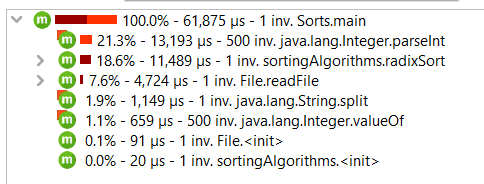 m 100.0% - 61,875 µs - 1 inv. Sorts.main
m 21.3% - 13,193 µs - 500 inv. java.lang.Integer.parseInt
m 18.6% - 11,489 µs - 1 inv. sortingAlgorithms.radixSort
m 7.6% - 4,724 µs - 1 inv. File.readFile
m 1.9% - 1,149 µs - 1 inv. java.lang.String.split
m 1.1% - 659 µs - 500 inv. java.lang.Integer.valueOf
m 0.1% - 91 µs - 1 inv. File.<init>
m 0.0% - 20 µs - 1 inv. sortingAlgorithms.<init>